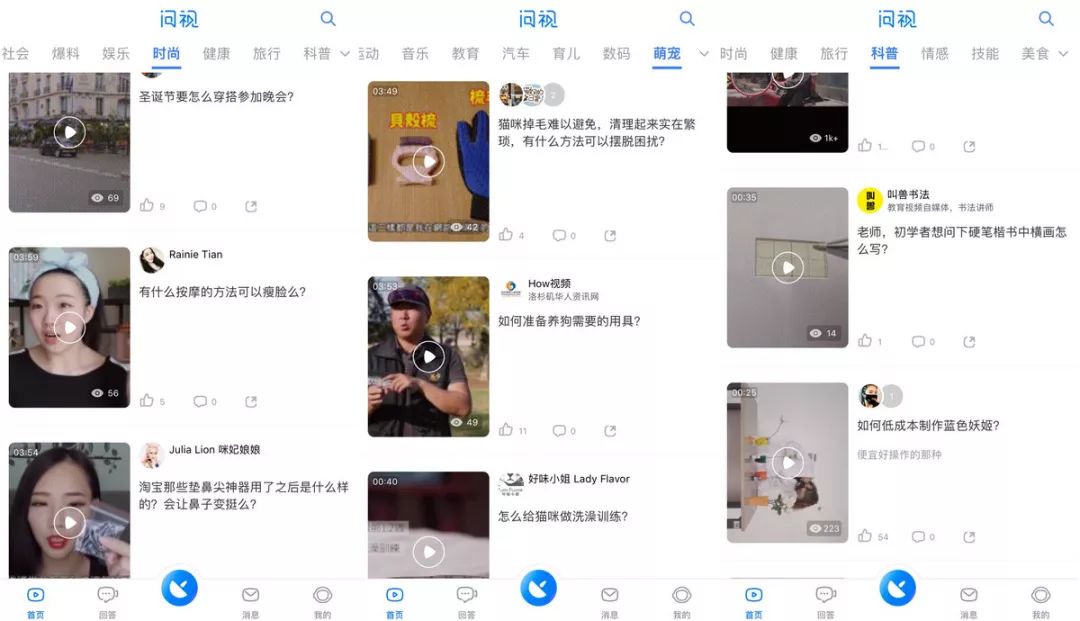 问视
社会 爆料 娱乐 时尚 健康 旅行 科普
圣诞节要怎么穿搭参加晚会?
69
9 0
03:59
Rainie Tian
有什么按摩的方法可以瘦脸么?
56
5 0
03:54
Julia Lion 咪妃娘娘
淘宝那些垫鼻尖神器用了之后是什么样
的?会让鼻子变挺么?
首页 回答 消息 我的
问视
运动 音乐 教育 汽车 育儿 数码 萌宠
03:49
梳毛
貝殼梳
2
猫咪掉毛难以避免,清理起来实在繁
琐,有什么方法可以摆脱困扰?
42
4 0
03:53
How视频
洛杉矶华人资讯网
如何准备养狗需要的用具?
49
11 0
00:40
好味小姐 Lady Flavor
怎么给猫咪做洗澡训练?
澡訓練
首页 回答 消息 我的
问视
时尚 健康 旅行 科普 情感 技能 美食
1k+
1... 0
00:35
叫兽
叫兽书法
教育视频自媒体,书法讲师
老师,初学者想问下硬笔楷书中横画怎
么写?
14
1 0
00:25
1
如何低成本制作蓝色妖姬?
便宜好操作的那种
223
54 0
首页 回答 消息 我的